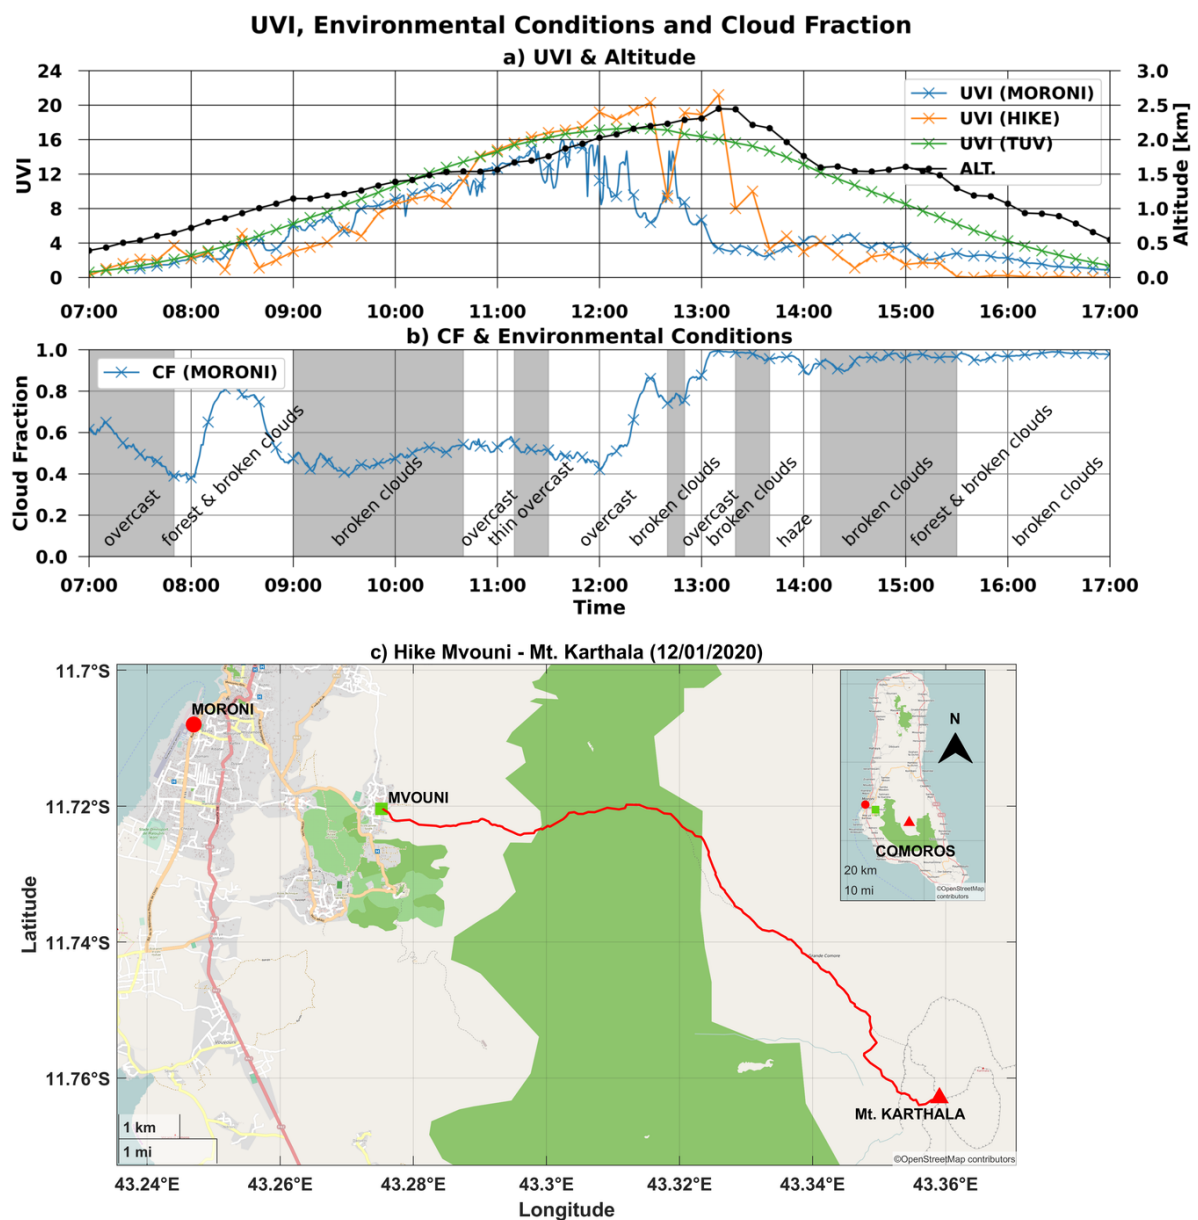 UVI, Environmental Conditions and Cloud Fraction
a) UVI & Altitude
24
20
16
12
8
4
0
UVI
3.0
2.5
2.0
1.5
1.0
0.5
0.0
Altitude [km]
UVI (MORONI)
UVI (HIKE)
UVI (TUV)
ALT.
07:00 08:00 09:00 10:00 11:00 12:00 13:00 14:00 15:00 16:00 17:00
b) CF & Environmental Conditions
1.0
0.8
0.6
0.4
0.2
0.0
Cloud Fraction
CF (MORONI)
overcast
forest & broken clouds
broken clouds
overcast
thin overcast
overcast
broken clouds
overcast
broken clouds
haze
broken clouds
forest & broken clouds
broken clouds
07:00 08:00 09:00 10:00 11:00 12:00 13:00 14:00 15:00 16:00 17:00
Time
c) Hike Mvouni - Mt. Karthala (12/01/2020)
11.7°S
11.72°S
11.74°S
11.76°S
Latitude
MORONI
MVOUNI
Mt. KARTHALA
N
COMOROS
20 km
10 mi
©OpenStreetMap
contributors
1 km
1 mi
©OpenStreetMap contributors
43.24°E 43.26°E 43.28°E 43.3°E 43.32°E 43.34°E 43.36°E
Longitude